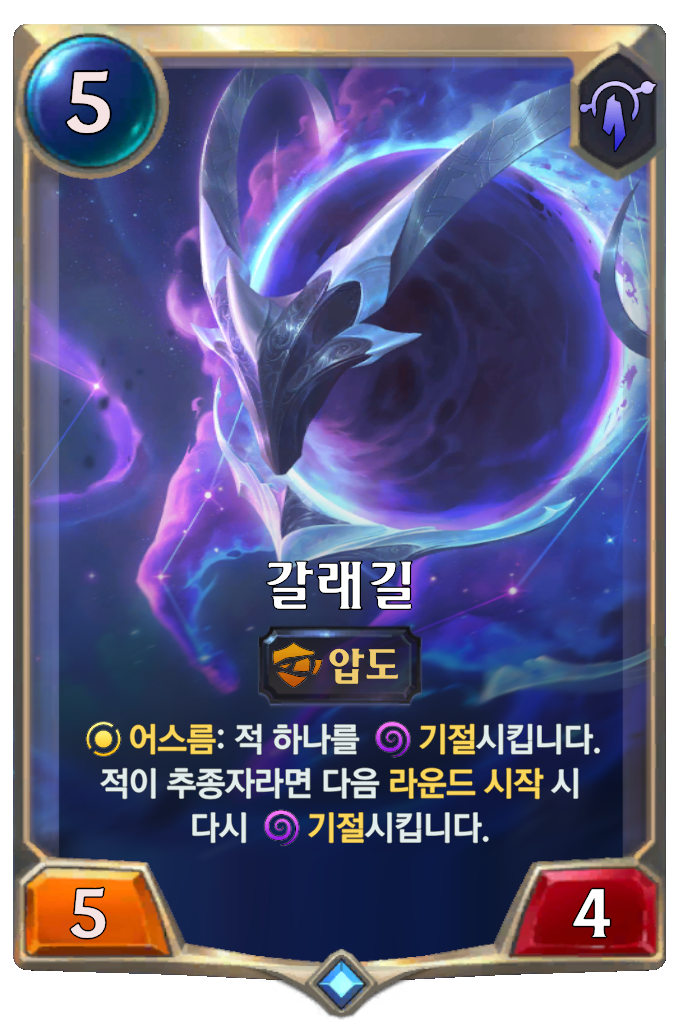 5
갈래길
압도
어스름: 적 하나를 기절시킵니다.
적이 추종자라면 다음 라운드 시작 시
다시 기절시킵니다.
5
4